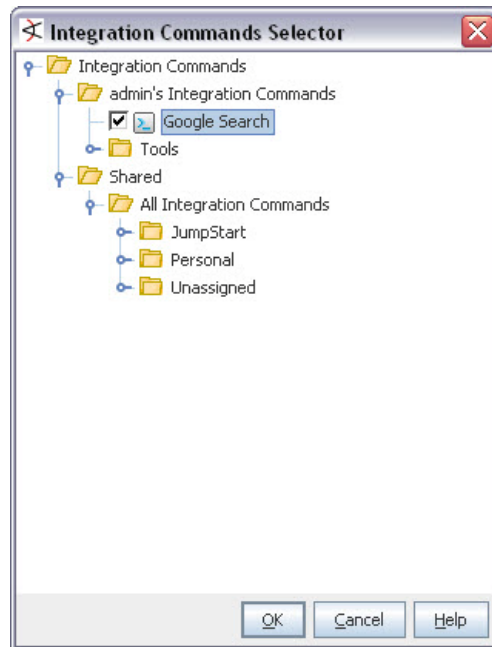 Integration Commands Selector
Integration Commands
admin's Integration Commands
Google Search
Tools
Shared
All Integration Commands
JumpStart
Personal
Unassigned
OK Cancel Help